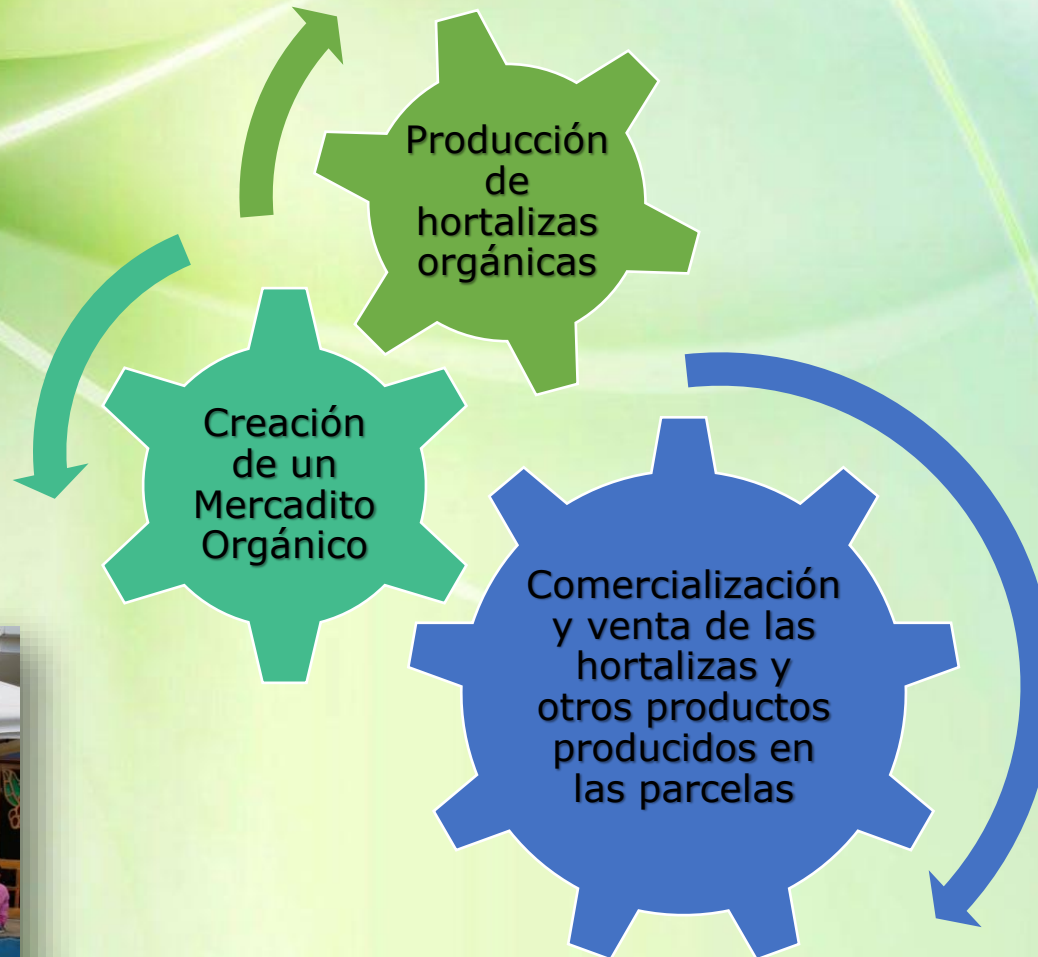 Producción
de
hortalizas
orgánicas
Creación
de un
Mercadito
Orgánico
Comercialización
y venta de las
hortalizas y
otros productos
producidos en
las parcelas